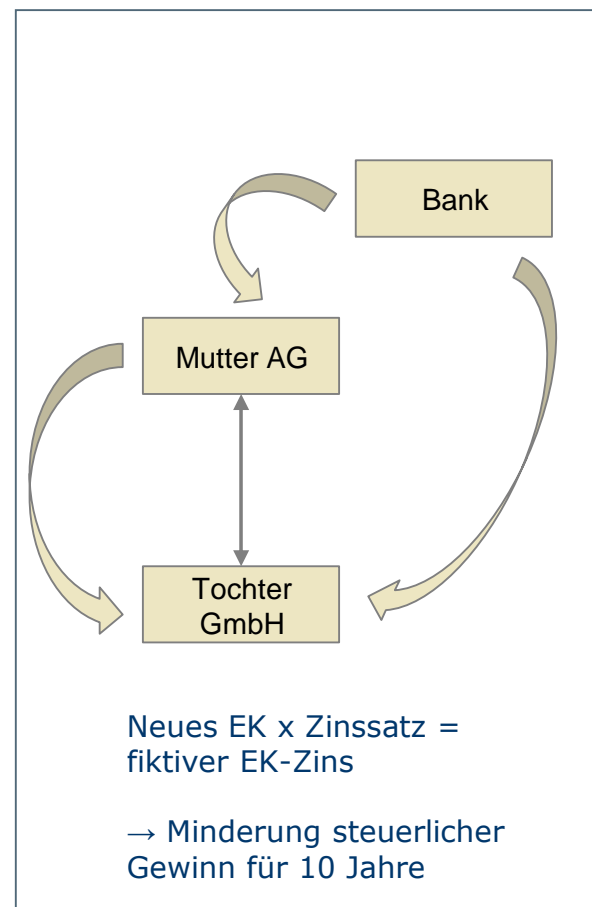 Bank
Mutter AG
Tochter
GmbH
Neues EK x Zinssatz =
fiktiver EK-Zins
→ Minderung steuerlicher
Gewinn für 10 Jahre